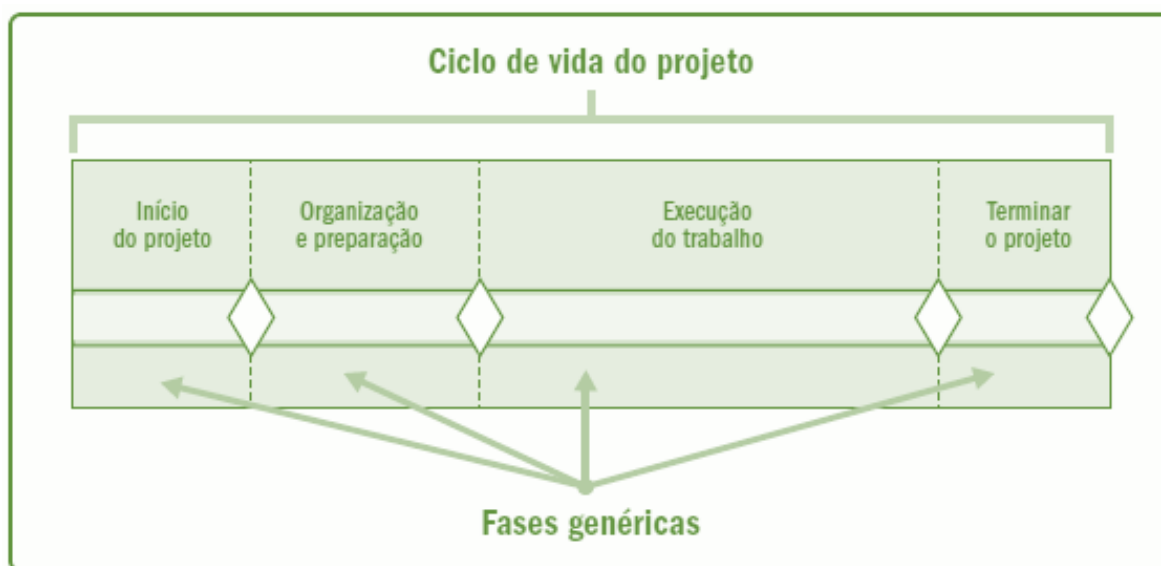 Ciclo de vida do projeto
Início
do projeto
Organização
e preparação
Execução
do trabalho
Terminar
o projeto
Fases genéricas